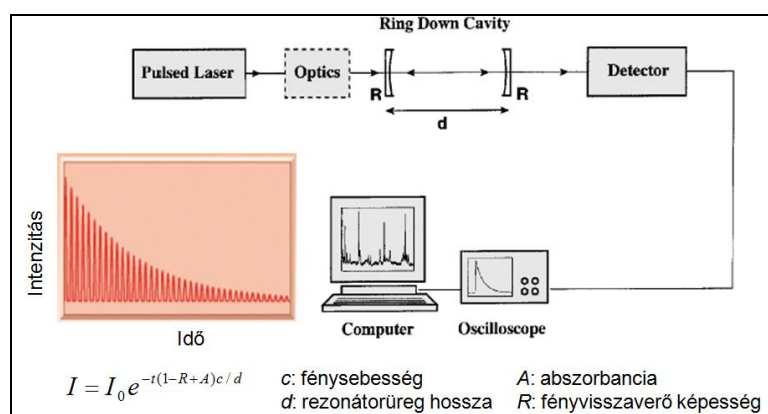 Ring Down Cavity
Pulsed Laser
Optics
R
R
d
Detector
Intenzitás
Idő
Computer
Oscilloscope
I = I₀e^{-t(1-R+A)c/d}
c: fénysebesség
A: abszorbancia
d: rezonátorüreg hossza
R: fényvisszaverő képesség